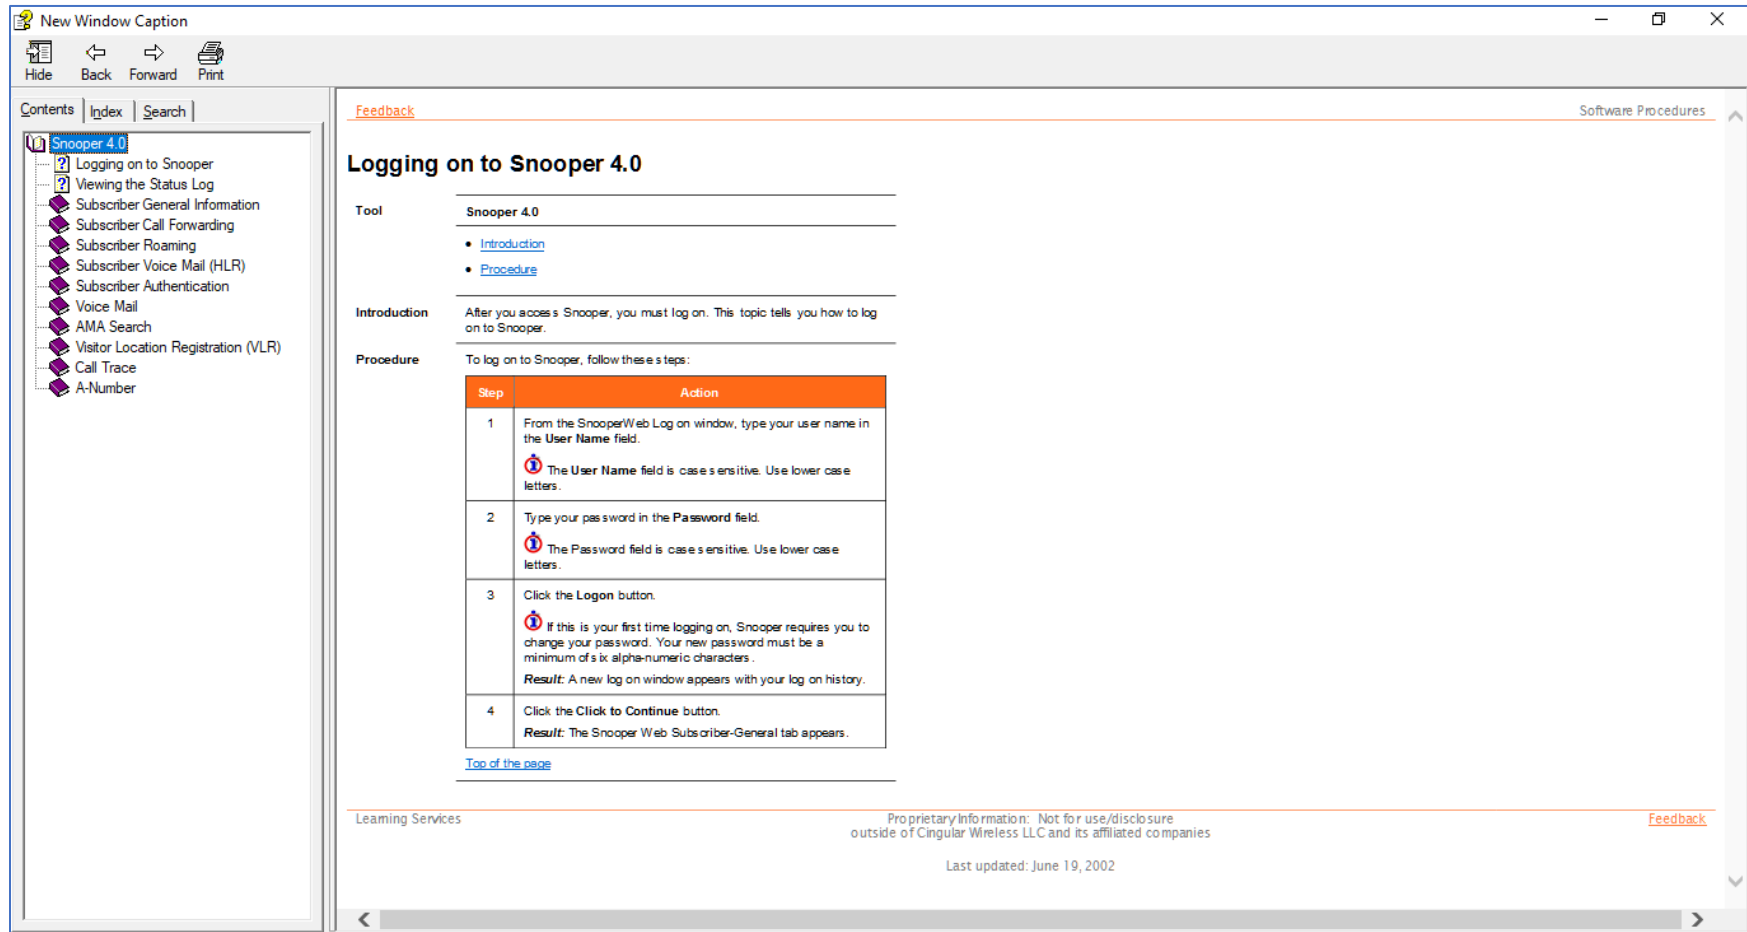 New Window Caption
Hide Back Forward Print
Contents Index Search
Snooper 4.0
Logging on to Snooper
Viewing the Status Log
Subscriber General Information
Subscriber Call Forwarding
Subscriber Roaming
Subscriber Voice Mail (HLR)
Subscriber Authentication
Voice Mail
AMA Search
Visitor Location Registration (VLR)
Call Trace
A-Number
Feedback Software Procedures
Logging on to Snooper 4.0
Tool Snooper 4.0
Introduction
Procedure
Introduction After you access Snooper, you must log on. This topic tells you how to log
on to Snooper.
Procedure To log on to Snooper, follow these steps:
Step Action
1 From the SnooperWeb Log on window, type your user name in
the User Name field.
The User Name field is case sensitive. Use lower case
letters.
2 Type your password in the Password field.
The Password field is case sensitive. Use lower case
letters.
3 Click the Logon button.
If this is your first time logging on, Snooper requires you to
change your password. Your new password must be a
minimum of six alpha-numeric characters.
Result: A new log on window appears with your log on history.
4 Click the Click to Continue button.
Result: The Snooper Web Subscriber-General tab appears.
Top of the page
Learning Services Proprietary Information: Not for use/disclosure Feedback
outside of Cingular Wireless LLC and its affiliated companies
Last updated: June 19, 2002